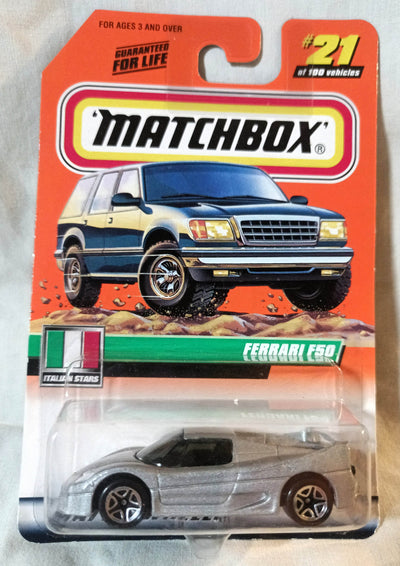 FOR AGES 3 AND OVER
GUARANTEED
FOR LIFE
#21
of 100 vehicles
'MATCHBOX'®
FERRARI F50
ITALIAN STARS